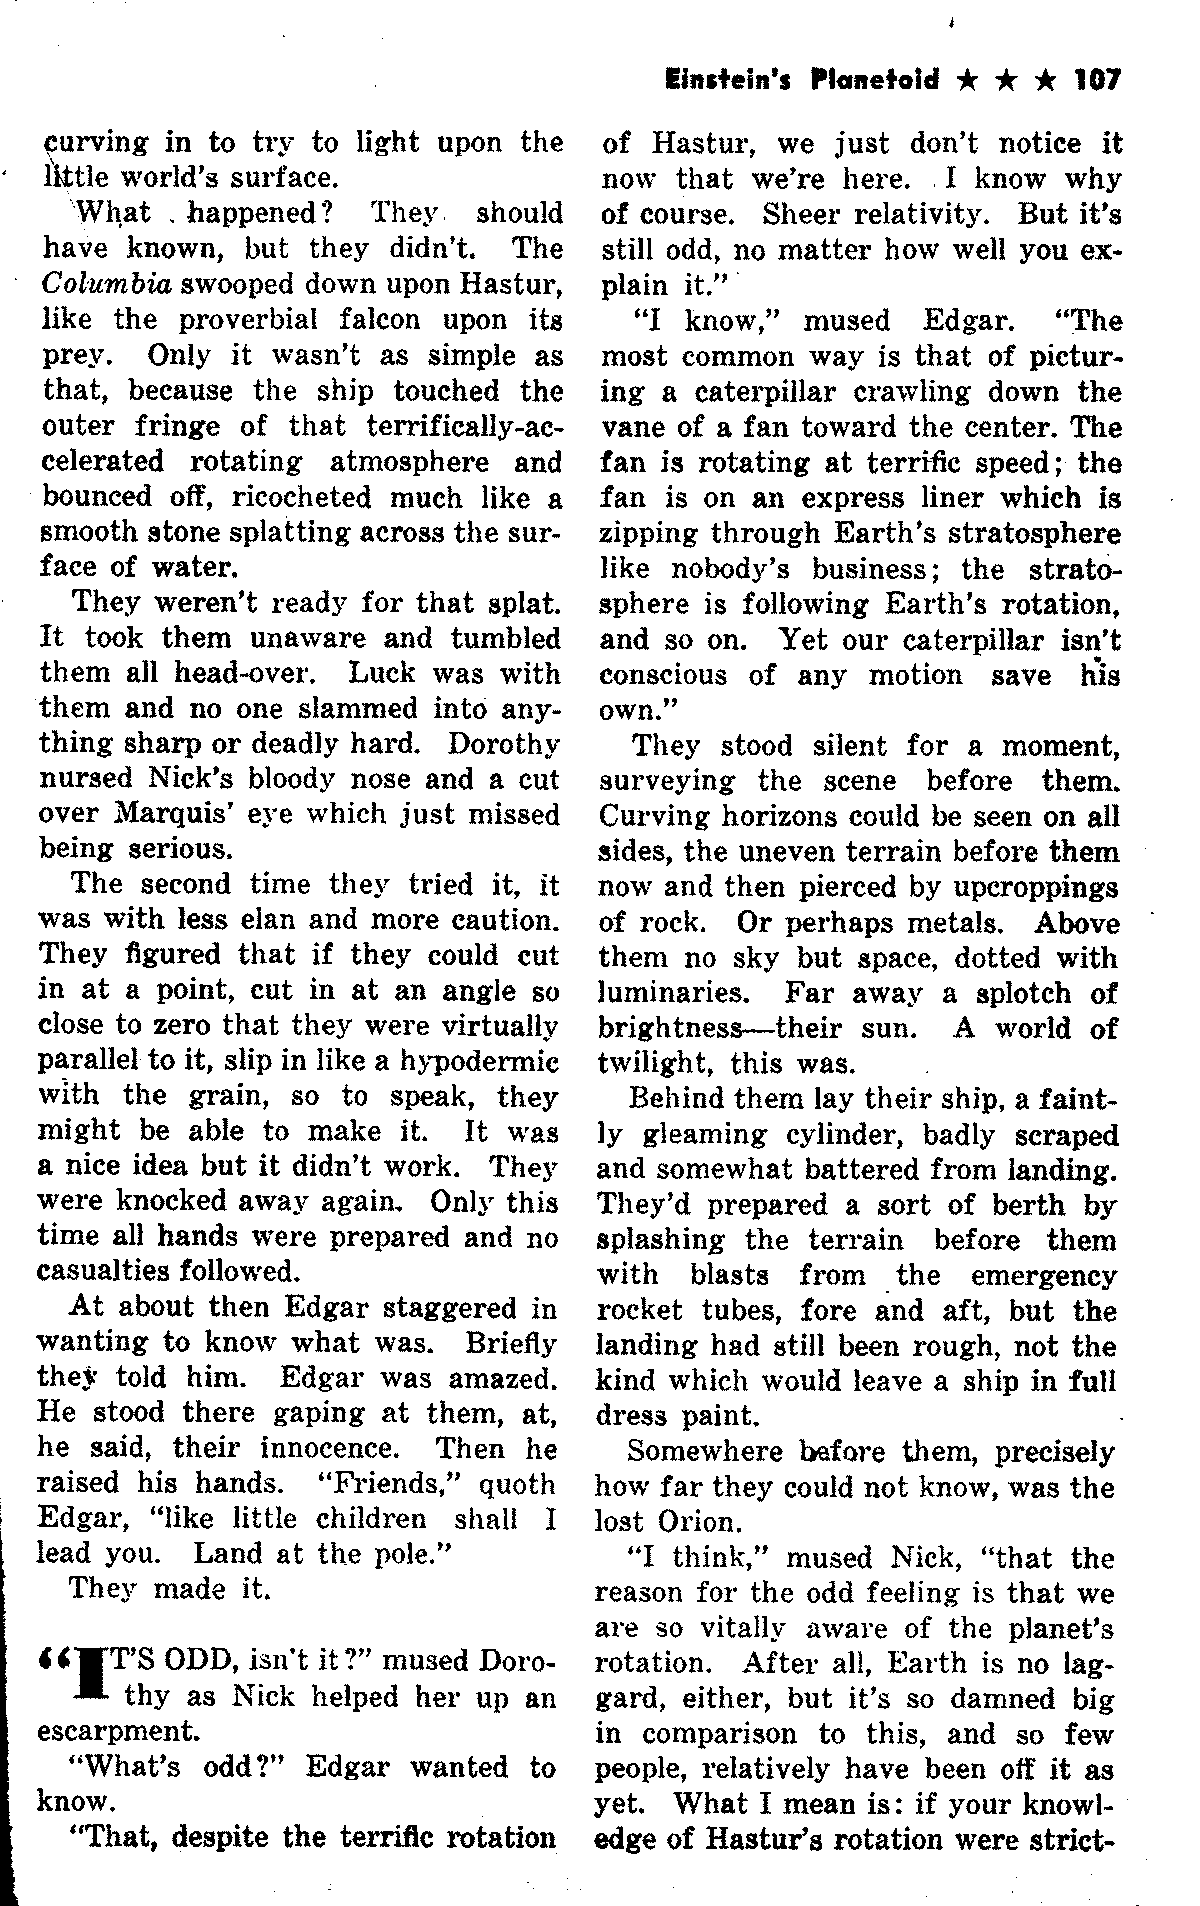 Einstein's Planetoid ★ ★ ★ 107
curving in to try to light upon the
little world's surface.
What happened? They should
have known, but they didn't. The
Columbia swooped down upon Hastur,
like the proverbial falcon upon its
prey. Only it wasn't as simple as
that, because the ship touched the
outer fringe of that terrifically-ac-
celerated rotating atmosphere and
bounced off, ricocheted much like a
smooth stone splatting across the sur-
face of water.
They weren't ready for that splat.
It took them unaware and tumbled
them all head-over. Luck was with
them and no one slammed into any-
thing sharp or deadly hard. Dorothy
nursed Nick's bloody nose and a cut
over Marquis' eye which just missed
being serious.
The second time they tried it, it
was with less elan and more caution.
They figured that if they could cut
in at a point, cut in at an angle so
close to zero that they were virtually
parallel to it, slip in like a hypodermic
with the grain, so to speak, they
might be able to make it. It was
a nice idea but it didn't work. They
were knocked away again. Only this
time all hands were prepared and no
casualties followed.
At about then Edgar staggered in
wanting to know what was. Briefly
they told him. Edgar was amazed.
He stood there gaping at them, at,
he said, their innocence. Then he
raised his hands. "Friends," quoth
Edgar, "like little children shall I
lead you. Land at the pole."
They made it.
"IT'S ODD, isn't it?" mused Doro-
thy as Nick helped her up an
escarpment.
"What's odd?" Edgar wanted to
know.
"That, despite the terrific rotation
of Hastur, we just don't notice it
now that we're here. I know why
of course. Sheer relativity. But it's
still odd, no matter how well you ex-
plain it."
"I know," mused Edgar. "The
most common way is that of pictur-
ing a caterpillar crawling down the
vane of a fan toward the center. The
fan is rotating at terrific speed; the
fan is on an express liner which is
zipping through Earth's stratosphere
like nobody's business; the strato-
sphere is following Earth's rotation,
and so on. Yet our caterpillar isn't
conscious of any motion save his
own."
They stood silent for a moment,
surveying the scene before them.
Curving horizons could be seen on all
sides, the uneven terrain before them
now and then pierced by upcroppings
of rock. Or perhaps metals. Above
them no sky but space, dotted with
luminaries. Far away a splotch of
brightness—their sun. A world of
twilight, this was.
Behind them lay their ship, a faint-
ly gleaming cylinder, badly scraped
and somewhat battered from landing.
They'd prepared a sort of berth by
splashing the terrain before them
with blasts from the emergency
rocket tubes, fore and aft, but the
landing had still been rough, not the
kind which would leave a ship in full
dress paint.
Somewhere before them, precisely
how far they could not know, was the
lost Orion.
"I think," mused Nick, "that the
reason for the odd feeling is that we
are so vitally aware of the planet's
rotation. After all, Earth is no lag-
gard, either, but it's so damned big
in comparison to this, and so few
people, relatively have been off it as
yet. What I mean is: if your knowl-
edge of Hastur's rotation were strict-